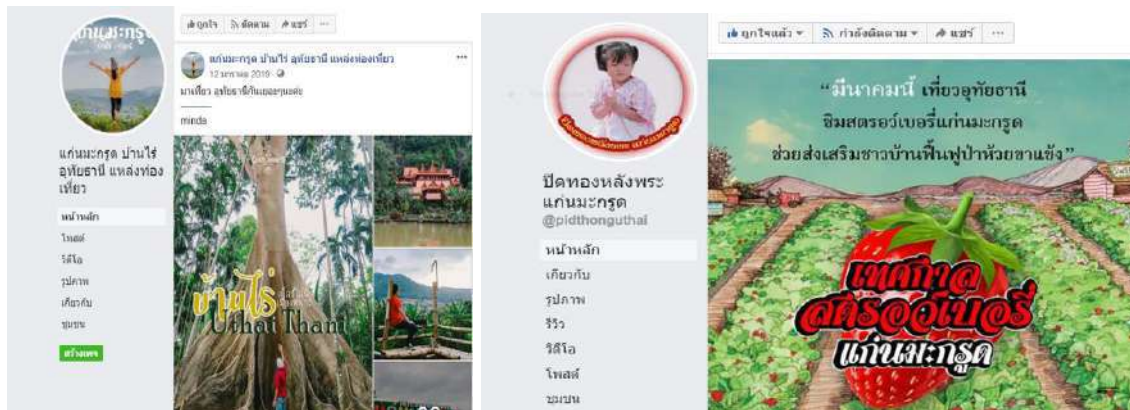 ถูกใจ ติดตาม แชร์ ...
แก่นมะกรูด บ้านไร่ อุทัยธานี แหล่งท่องเที่ยว
12 มกราคม 2019
มาเที่ยว อุทัยธานีกันเยอะๆนะค่ะ
minda
บ้านไร่
Uthai Thani
แก่นมะกรูด บ้านไร่
อุทัยธานี แหล่งท่อง
เที่ยว
หน้าหลัก
โพสต์
วิดีโอ
รูปภาพ
เกี่ยวกับ
ชุมชน
สร้างเพจ
ถูกใจแล้ว กำลังติดตาม แชร์ ...
ปิดทองหลังพระ
แก่นมะกรูด
@pidthonguthai
หน้าหลัก
เกี่ยวกับ
รูปภาพ
รีวิว
วิดีโอ
โพสต์
ชุมชน
“มีนาคมนี้ เที่ยวอุทัยธานี
ชิมสตรอว์เบอรี่แก่นมะกรูด
ช่วยส่งเสริมชาวบ้านฟื้นฟูป่าห้วยขาแข้ง”
เทศกาล
สตรอว์เบอรี่
แก่นมะกรูด